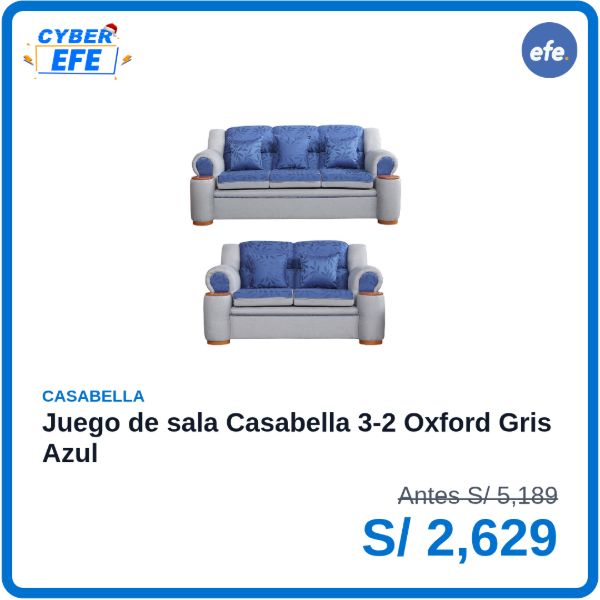 CYBER
EFE
efe.
CASABELLA
Juego de sala Casabella 3-2 Oxford Gris
Azul
Antes S/ 5,189
S/ 2,629